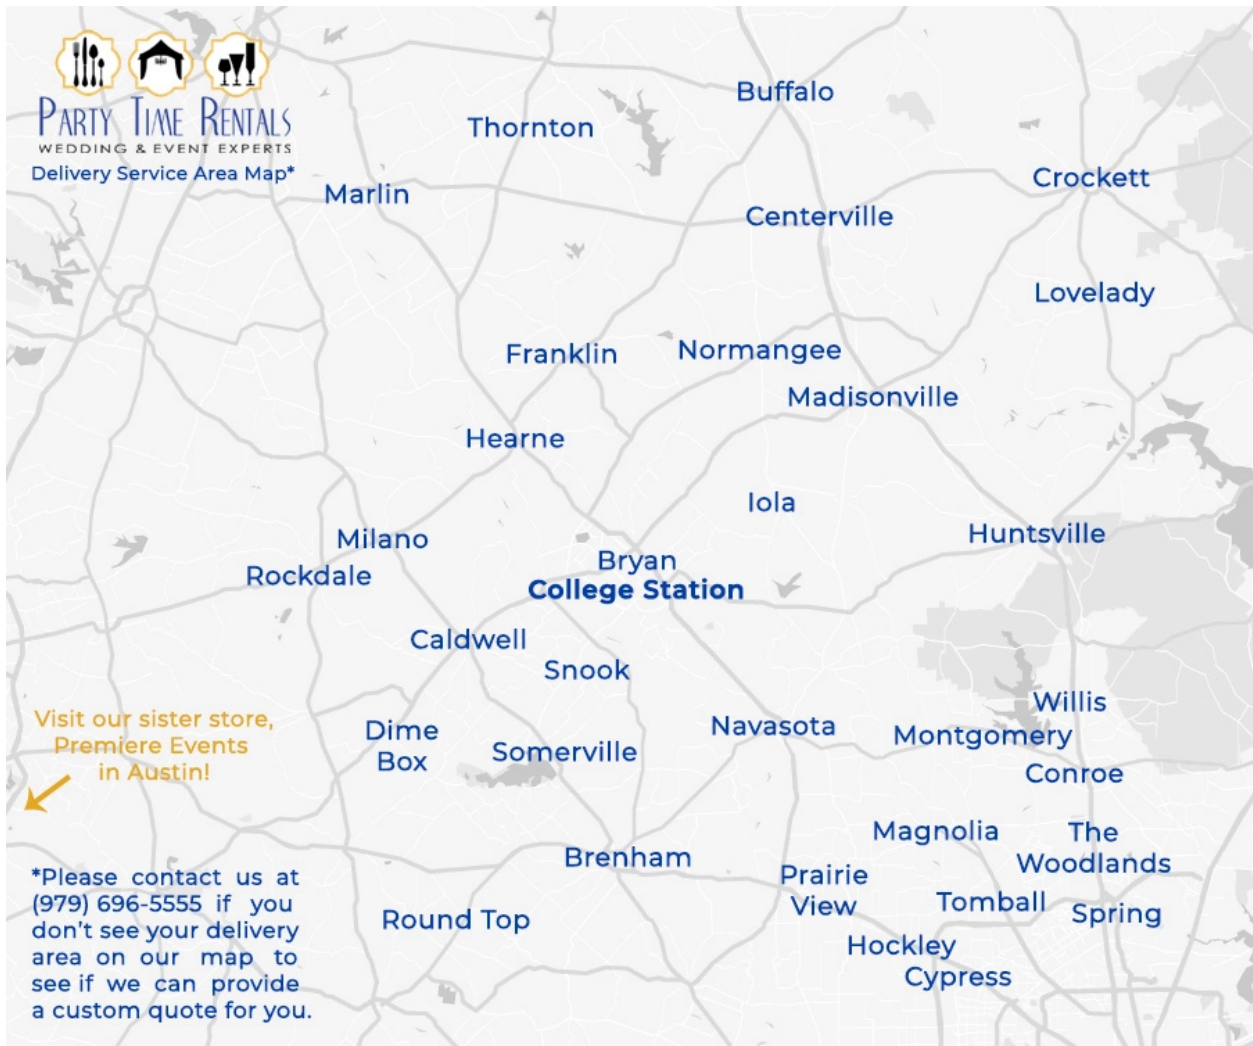 PARTY TIME RENTALS
WEDDING & EVENT EXPERTS
Delivery Service Area Map*
Buffalo
Thornton
Crockett
Marlin
Centerville
Lovelady
Franklin
Normangee
Madisonville
Hearne
Iola
Huntsville
Milano
Bryan
Rockdale
College Station
Caldwell
Snook
Willis
Visit our sister store,
Premiere Events
in Austin!
Dime
Box
Navasota
Montgomery
Somerville
Conroe
Magnolia
The
Woodlands
Brenham
Prairie
View
Tomball
Spring
Round Top
Hockley
Cypress
*Please contact us at
(979) 696-5555 if you
don't see your delivery
area on our map to
see if we can provide
a custom quote for you.